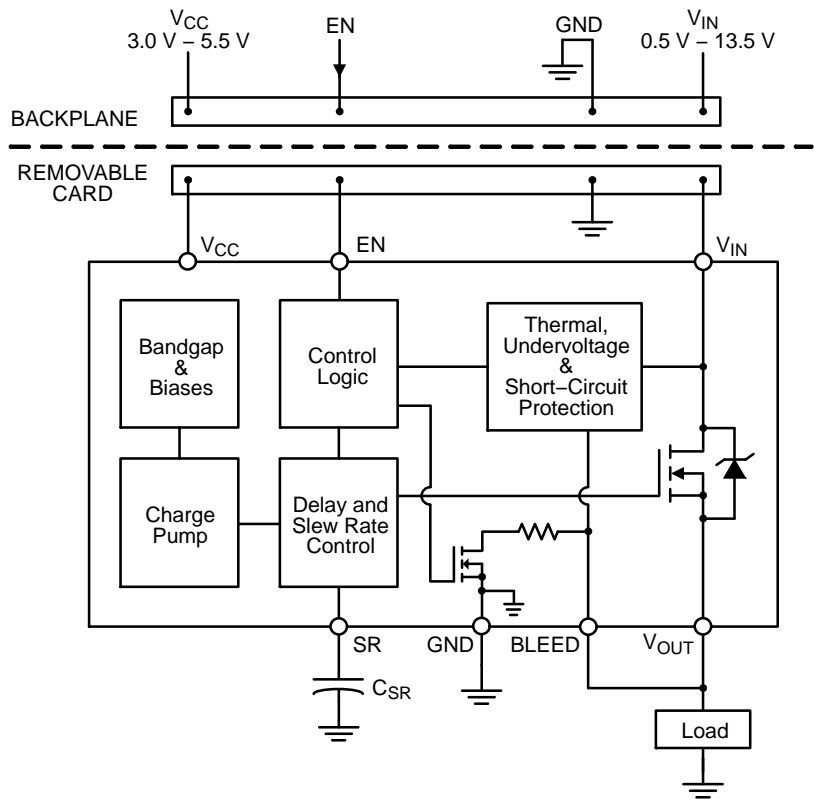 VCC
3.0 V − 5.5 V
EN
GND
VIN
0.5 V − 13.5 V
BACKPLANE
REMOVABLE
CARD
VCC
EN
VIN
Bandgap
&
Biases
Control
Logic
Thermal,
Undervoltage
&
Short−Circuit
Protection
Charge
Pump
Delay and
Slew Rate
Control
SR
GND
BLEED
VOUT
CSR
Load